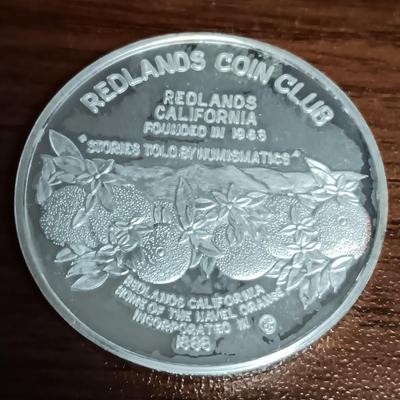 REDLANDS COIN CLUB
REDLANDS
CALIFORNIA
FOUNDED IN 1968
"STORIES TOLD BY NUMISMATICS"
REDLANDS CALIFORNIA
HOME OF THE NAVEL ORANGE
INCORPORATED IN
1888